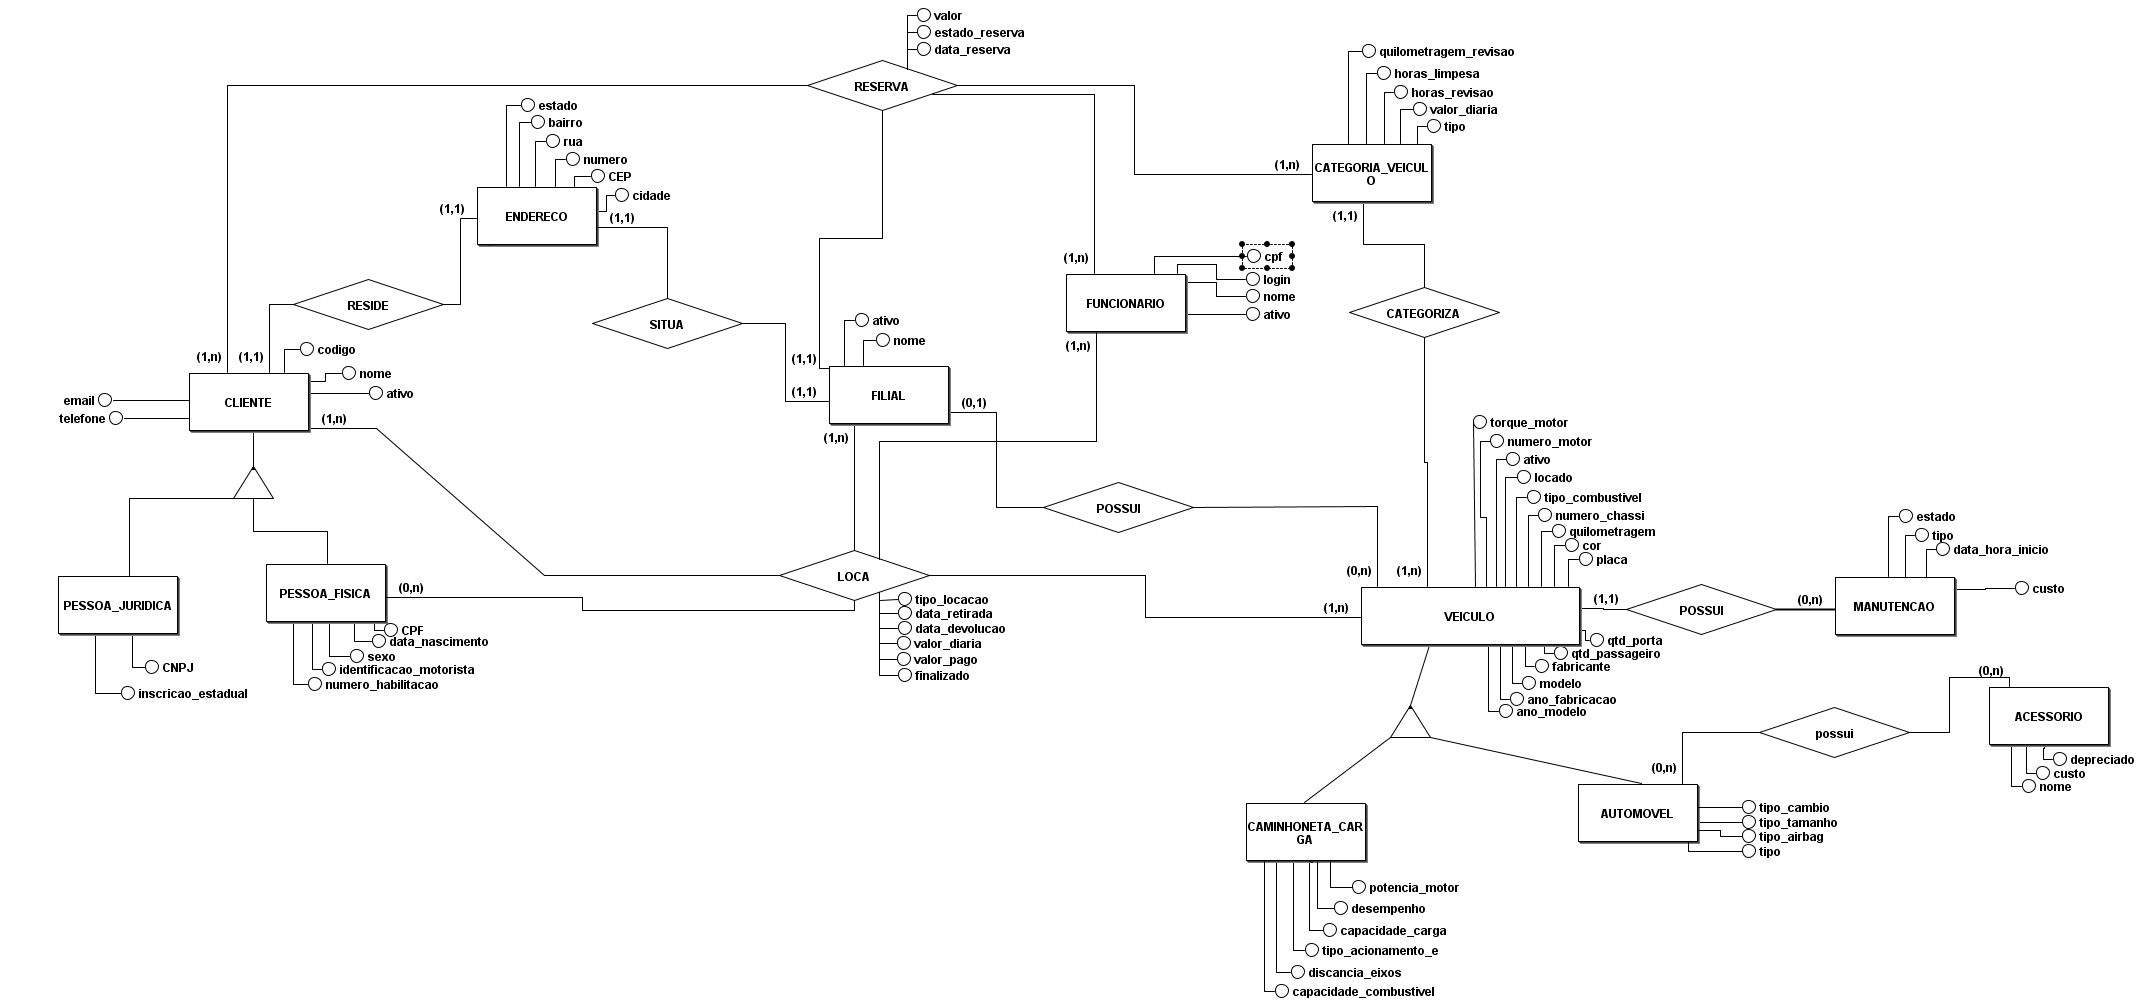 valor
estado_reserva
data_reserva
RESERVA
quilometragem_revisao
horas_limpesa
horas_revisao
valor_diaria
tipo
(1,n)
CATEGORIA_VEICUL
O
(1,1)
estado
bairro
rua
numero
CEP
cidade
(1,1)
ENDERECO
(1,1)
RESIDE
SITUA
(1,n)
cpf
login
nome
ativo
FUNCIONARIO
(1,n)
CATEGORIZA
ativo
nome
(1,1)
(1,1)
FILIAL
(0,1)
(1,n)
(1,n)
(1,1)
codigo
nome
ativo
email
telefone
CLIENTE
(1,n)
torque_motor
numero_motor
ativo
locado
tipo_combustivel
numero_chassi
quilometragem
cor
placa
POSSUI
(0,n)
(1,n)
(1,n)
VEICULO
(1,1)
POSSUI
(0,n)
estado
tipo
data_hora_inicio
custo
MANUTENCAO
LOCA
tipo_locacao
data_retirada
data_devolucao
valor_diaria
valor_pago
finalizado
PESSOA_JURIDICA
CNPJ
inscricao_estadual
PESSOA_FISICA
(0,n)
CPF
data_nascimento
sexo
identificacao_motorista
numero_habilitacao
qtd_porta
qtd_passageiro
fabricante
modelo
ano_fabricacao
ano_modelo
(0,n)
ACESSORIO
depreciado
custo
nome
possui
(0,n)
AUTOMOVEL
tipo_cambio
tipo_tamanho
tipo_airbag
tipo
CAMINHONETA_CAR
GA
potencia_motor
desempenho
capacidade_carga
tipo_acionamento_e
discancia_eixos
capacidade_combustivel